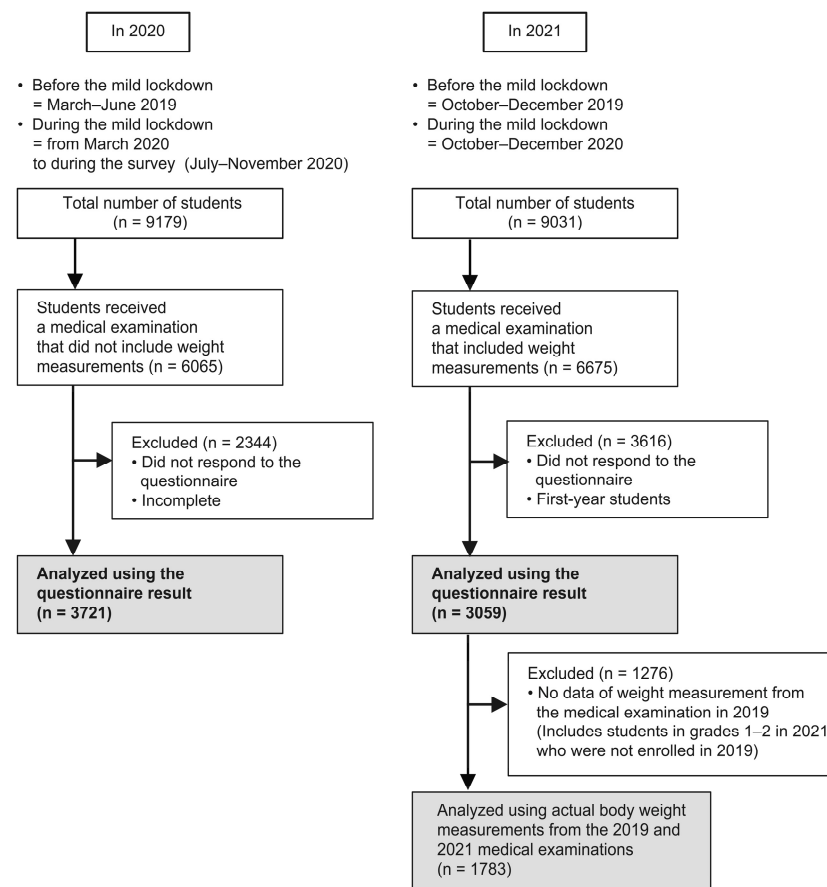 In 2020
• Before the mild lockdown
= March–June 2019
• During the mild lockdown
= from March 2020
to during the survey (July–November 2020)
Total number of students
(n = 9179)
Students received
a medical examination
that did not include weight
measurements (n = 6065)
Excluded (n = 2344)
• Did not respond to the
questionnaire
• Incomplete
Analyzed using the
questionnaire result
(n = 3721)
In 2021
• Before the mild lockdown
= October–December 2019
• During the mild lockdown
= October–December 2020
Total number of students
(n = 9031)
Students received
a medical examination
that included weight
measurements (n = 6675)
Excluded (n = 3616)
• Did not respond to the
questionnaire
• First-year students
Analyzed using the
questionnaire result
(n = 3059)
Excluded (n = 1276)
• No data of weight measurement from
the medical examination in 2019
(Includes students in grades 1–2 in 2021
who were not enrolled in 2019)
Analyzed using actual body weight
measurements from the 2019 and
2021 medical examinations
(n = 1783)